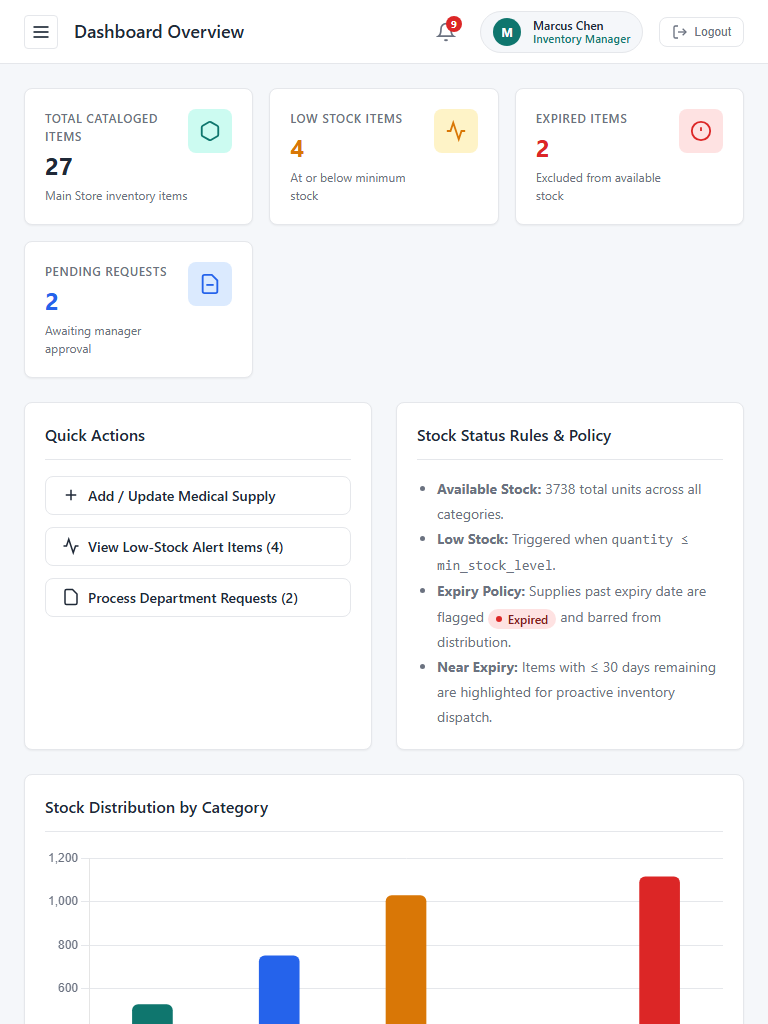 Dashboard Overview
9
M
Marcus Chen
Inventory Manager
Logout
TOTAL CATALOGED
ITEMS
27
Main Store inventory items
LOW STOCK ITEMS
4
At or below minimum
stock
EXPIRED ITEMS
2
Excluded from available
stock
PENDING REQUESTS
2
Awaiting manager
approval
Quick Actions
Add / Update Medical Supply
View Low-Stock Alert Items (4)
Process Department Requests (2)
Stock Status Rules & Policy
Available Stock: 3738 total units across all
categories.
Low Stock: Triggered when quantity ≤
min_stock_level.
Expiry Policy: Supplies past expiry date are
flagged Expired and barred from
distribution.
Near Expiry: Items with ≤ 30 days remaining
are highlighted for proactive inventory
dispatch.
Stock Distribution by Category
1,200
1,000
800
600